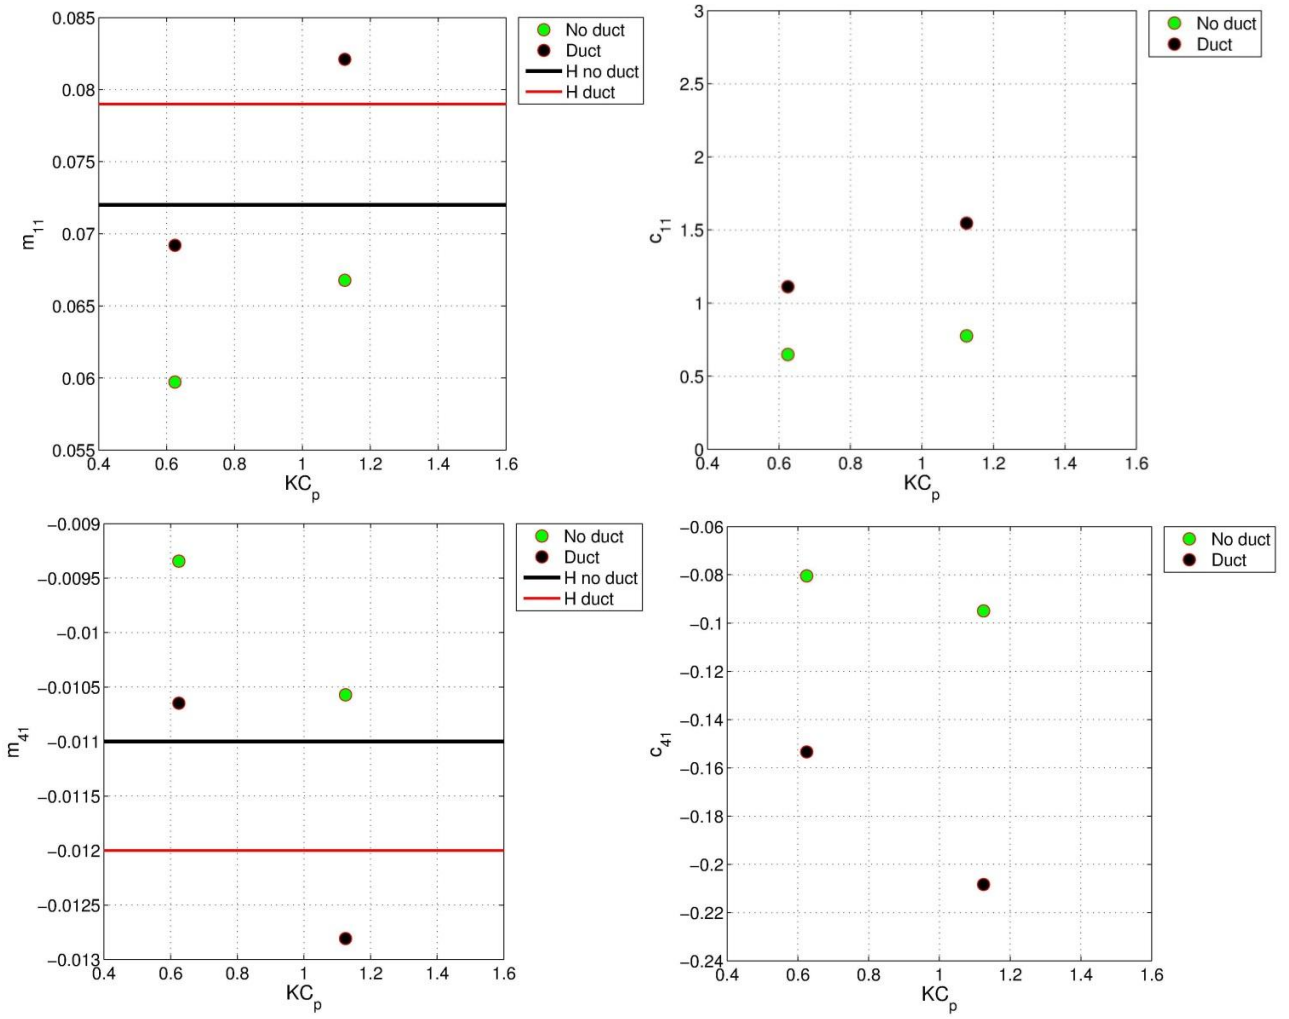 0.085
0.08
0.075
0.07
0.065
0.06
0.055
m11
0.4 0.6 0.8 1 1.2 1.4 1.6
KCp
No duct
Duct
H no duct
H duct
3
2.5
2
1.5
1
0.5
0
c11
0.4 0.6 0.8 1 1.2 1.4 1.6
KCp
No duct
Duct
−0.009
−0.0095
−0.01
−0.0105
−0.011
−0.0115
−0.012
−0.0125
−0.013
m41
0.4 0.6 0.8 1 1.2 1.4 1.6
KCp
No duct
Duct
H no duct
H duct
−0.06
−0.08
−0.1
−0.12
−0.14
−0.16
−0.18
−0.2
−0.22
−0.24
c41
0.4 0.6 0.8 1 1.2 1.4 1.6
KCp
No duct
Duct